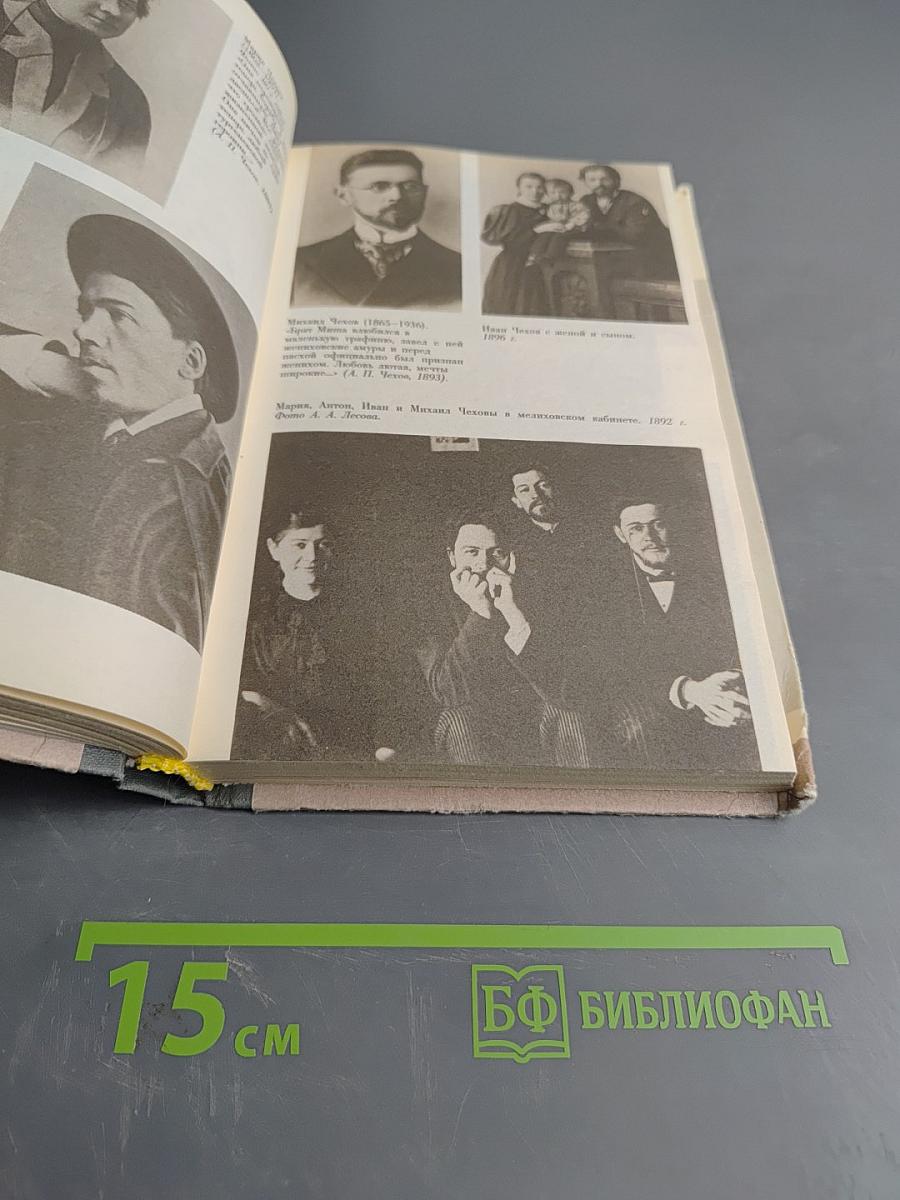 Михаил Чехов (1865—1936).
«Брат Миша влюбился в
маленькую графиню, завел с ней
жениховские амуры и перед
пасхой официально был признан
женихом. Любовь лютая, мечты
широкие...» (А. П. Чехов, 1893).
Иван Чехов с женой и сыном.
1896 г.
Мария, Антон, Иван и Михаил Чеховы в мелиховском кабинете. 1892 г.
Фото А. А. Лесова.
15 см
БФ БИБЛИОФАН